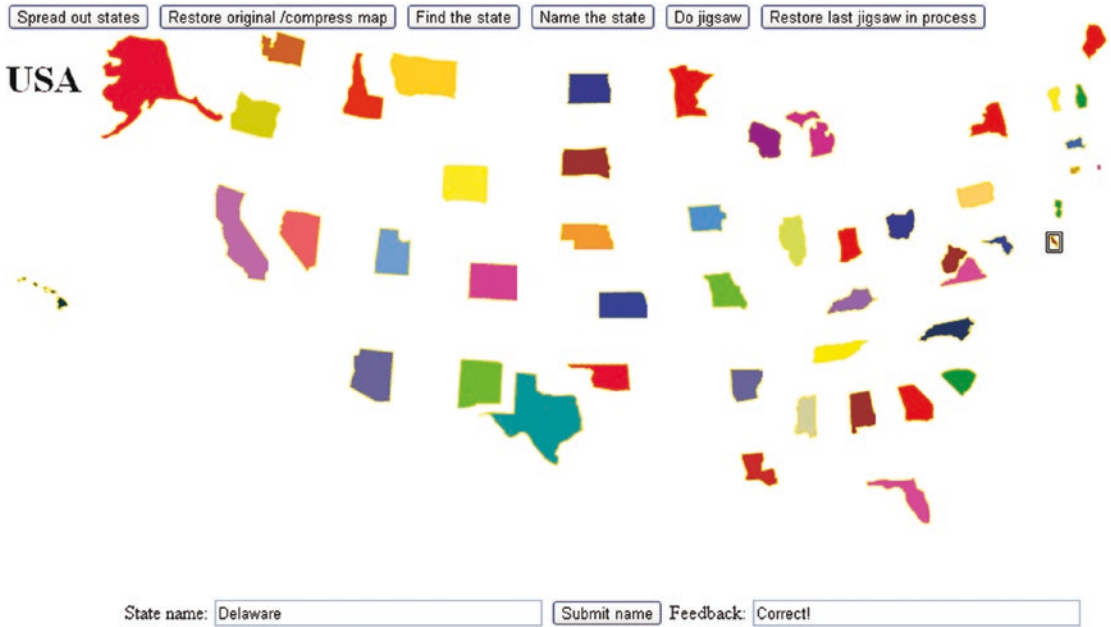 Spread out states Restore original /compress map Find the state Name the state Do jigsaw Restore last jigsaw in process
USA
State name: Delaware Submit name Feedback: Correct!